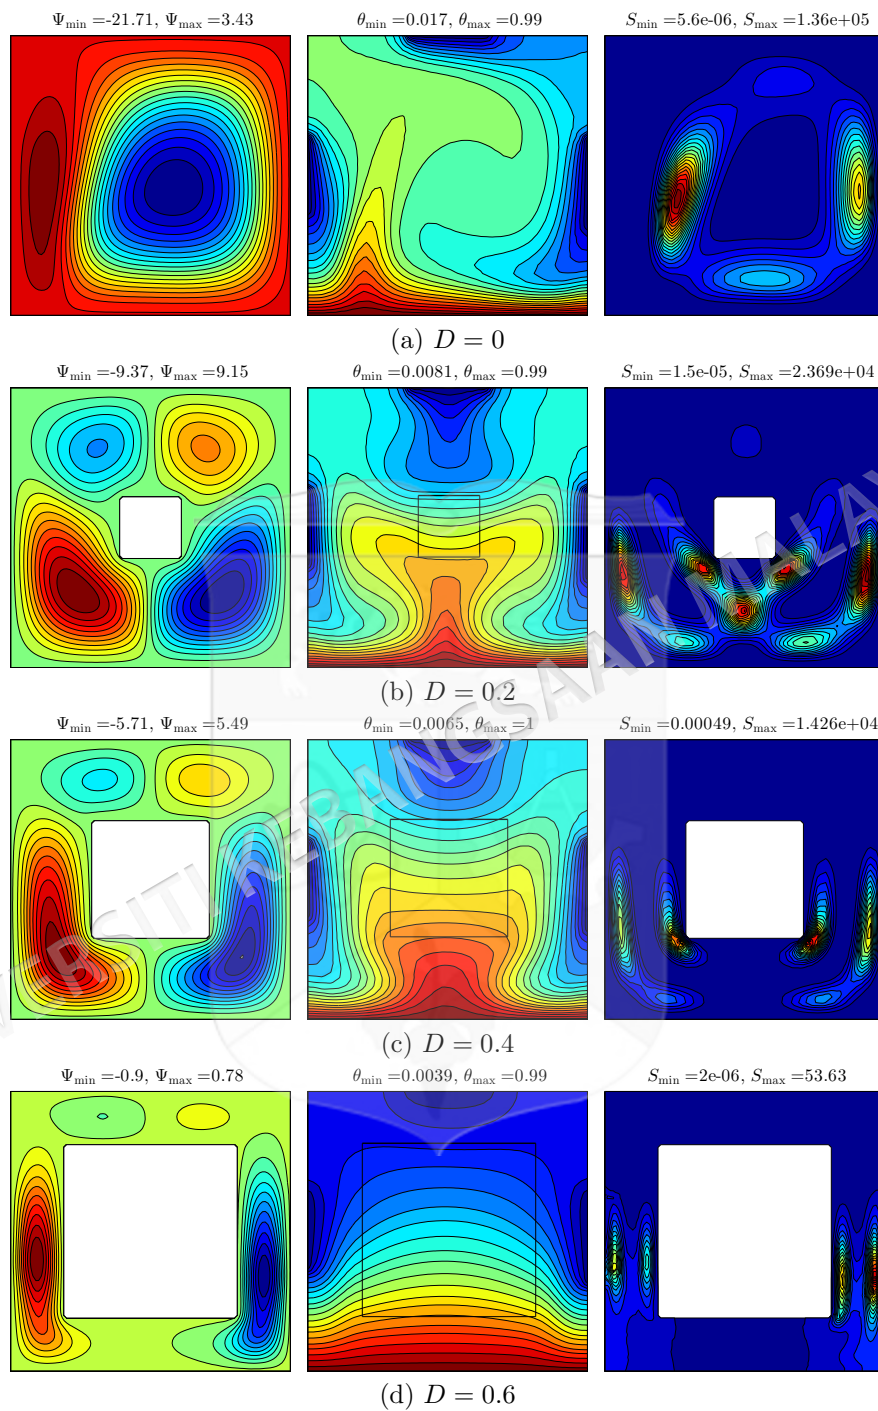 Ψmin =-21.71, Ψmax =3.43
θmin =0.017, θmax =0.99
Smin =5.6e-06, Smax =1.36e+05
(a) D = 0
Ψmin =-9.37, Ψmax =9.15
θmin =0.0081, θmax =0.99
Smin =1.5e-05, Smax =2.369e+04
(b) D = 0.2
Ψmin =-5.71, Ψmax =5.49
θmin =0.0065, θmax =1
Smin =0.00049, Smax =1.426e+04
(c) D = 0.4
Ψmin =-0.9, Ψmax =0.78
θmin =0.0039, θmax =0.99
Smin =2e-06, Smax =53.63
(d) D = 0.6
VERSITI KEBANGSAAN MALAY